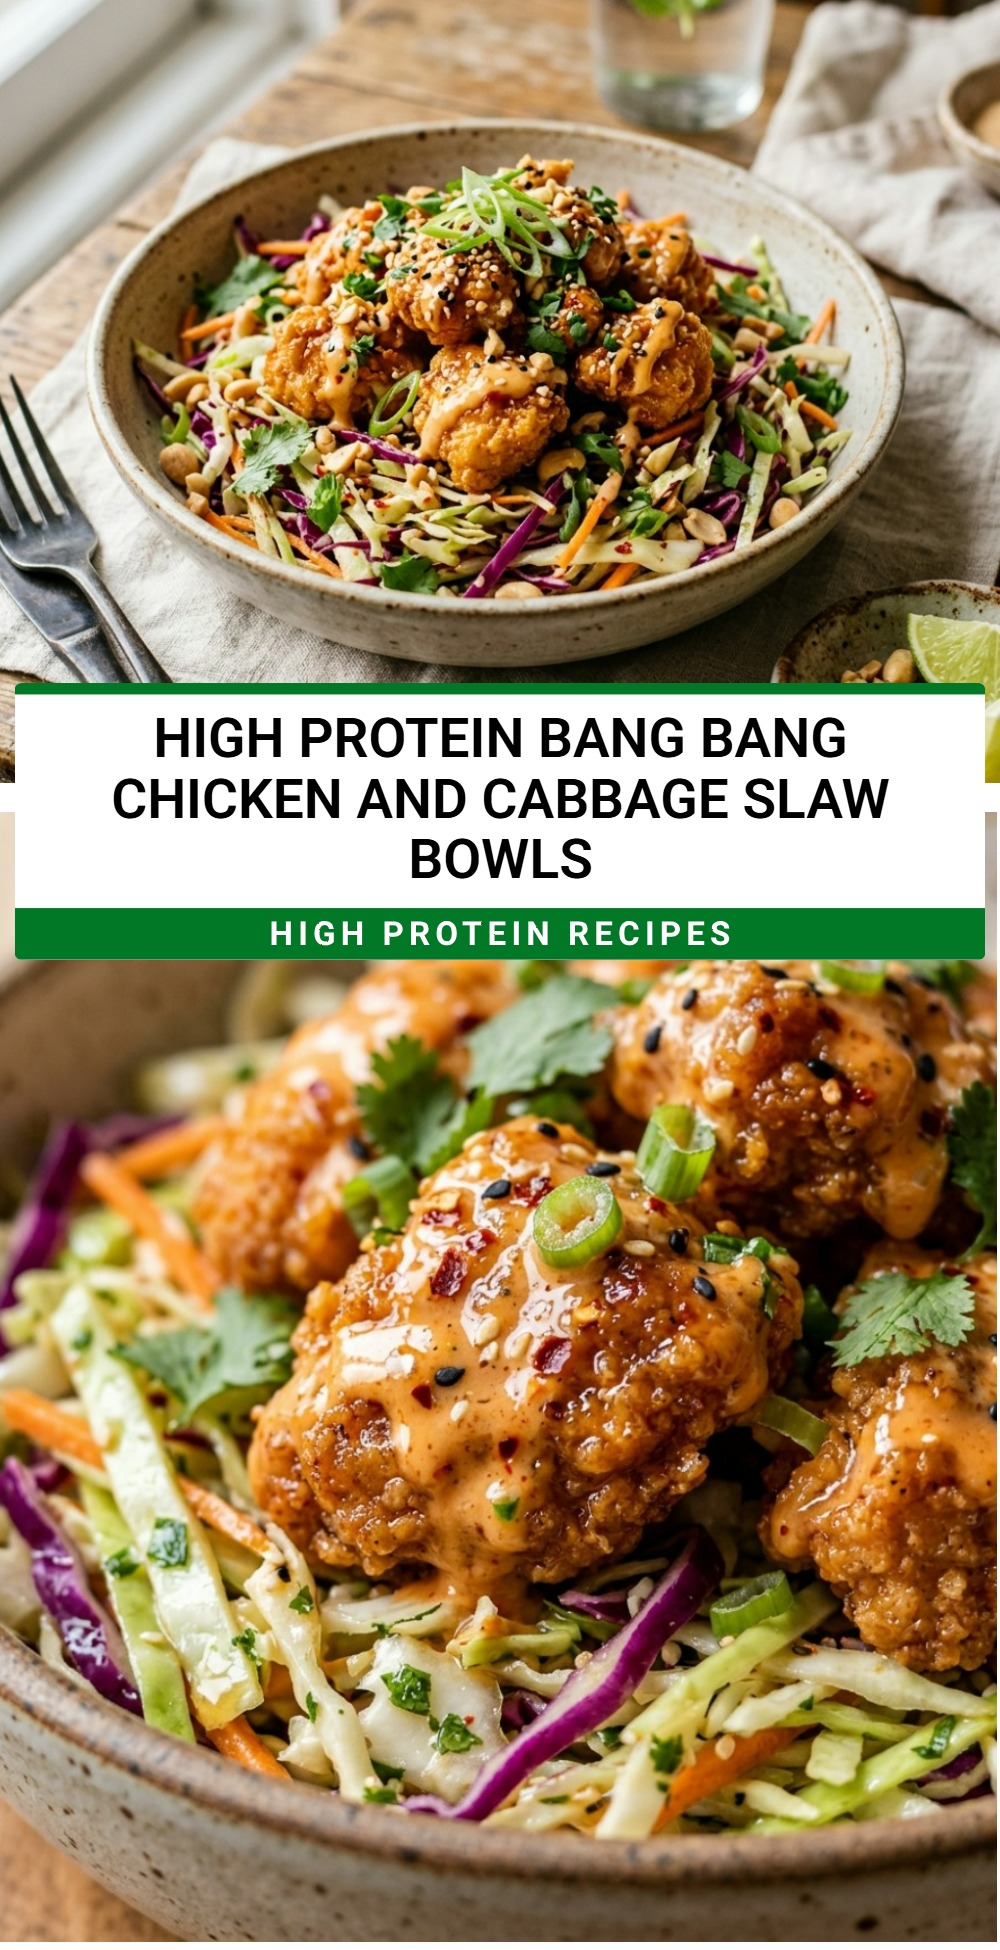 HIGH PROTEIN BANG BANG
CHICKEN AND CABBAGE SLAW
BOWLS
HIGH PROTEIN RECIPES